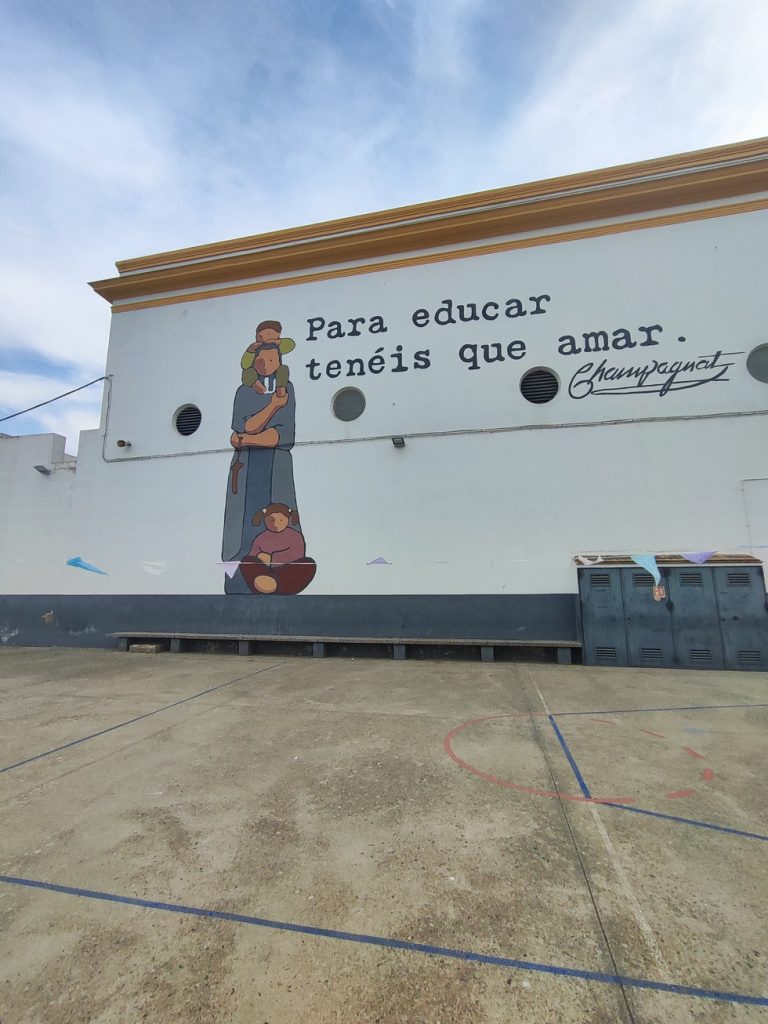 Para educar
tenéis que amar.
Champagnat